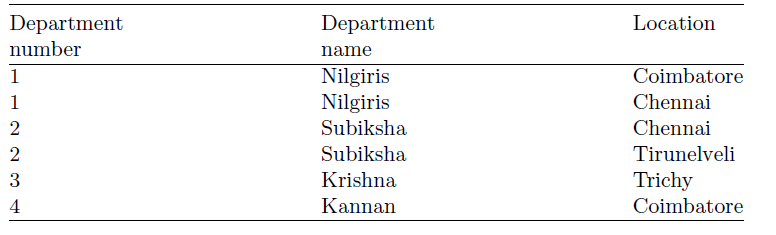 Department Department Location
number name
1 Nilgiris Coimbatore
1 Nilgiris Chennai
2 Subiksha Chennai
2 Subiksha Tirunelveli
3 Krishna Trichy
4 Kannan Coimbatore